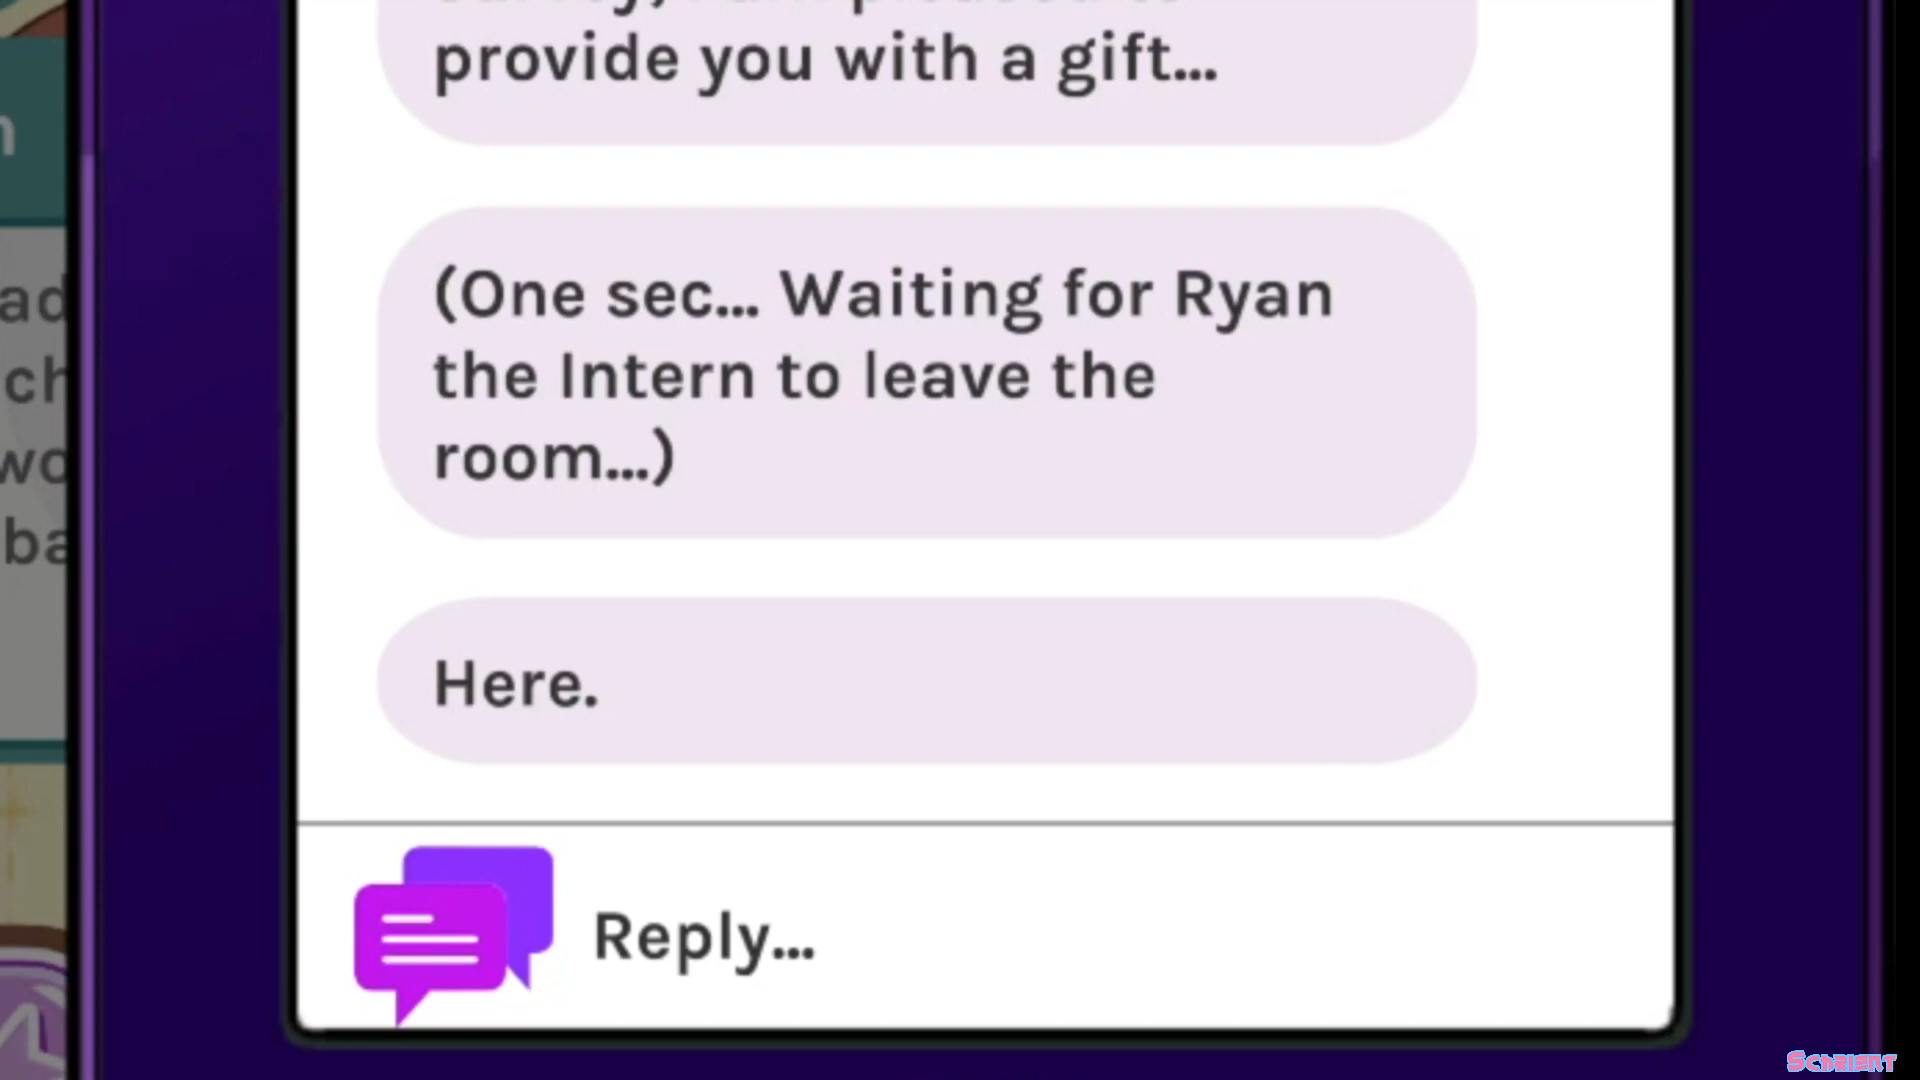 provide you with a gift...
(One sec... Waiting for Ryan
the Intern to leave the
room...)
Here.
Reply...